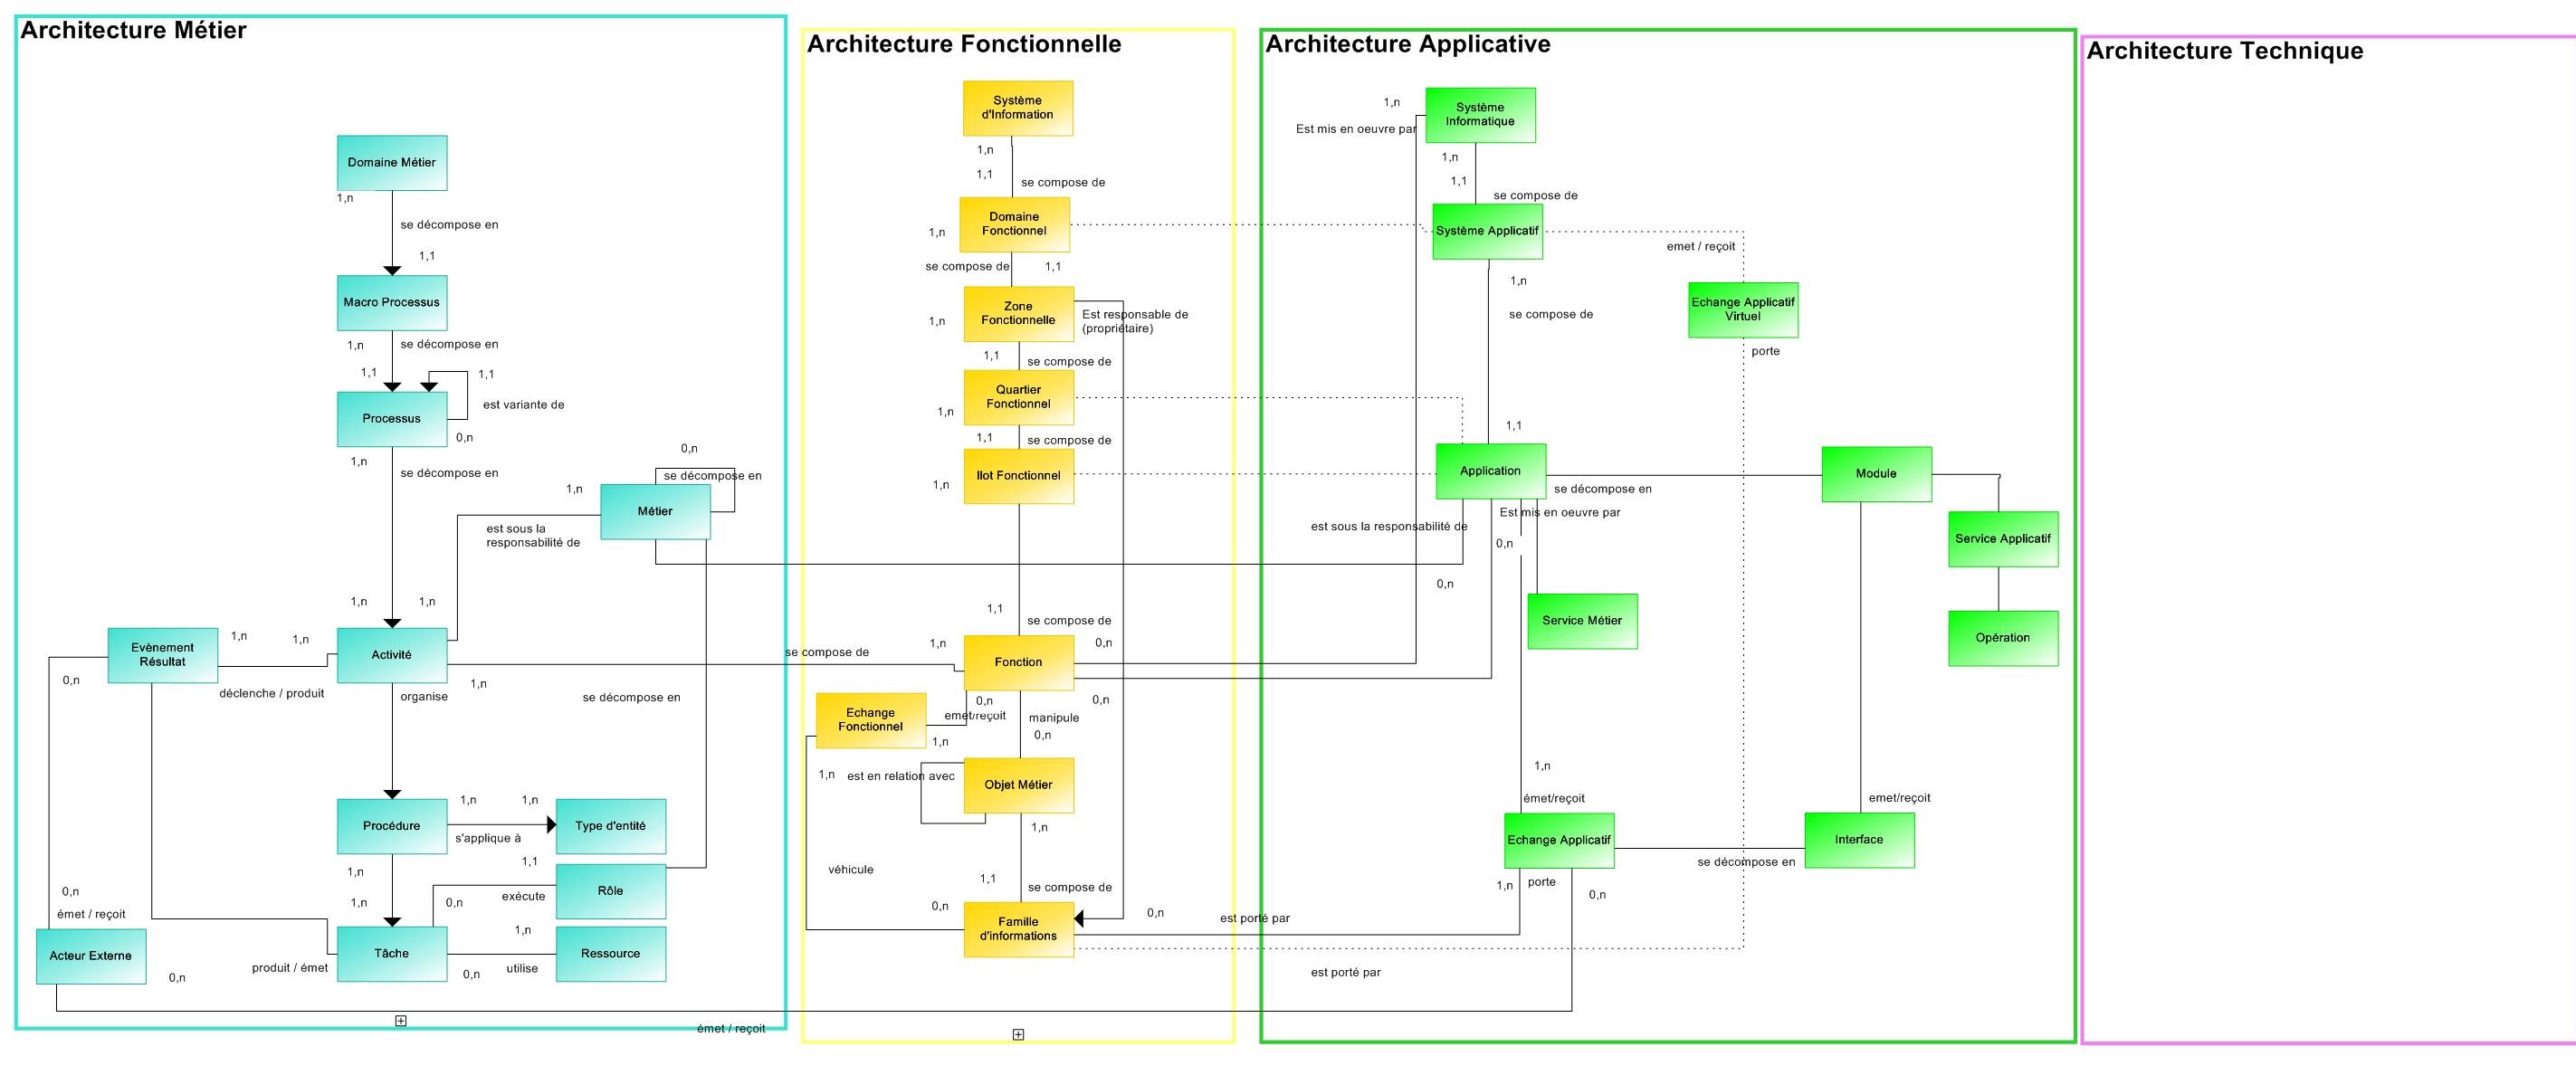 Architecture Métier
Domaine Métier
1,n
se décompose en
1,1
Macro Processus
1,n
se décompose en
1,1
1,1
Processus
est variante de
0,n
1,n
se décompose en
0,n
se décompose en
1,n
Métier
est sous la
responsabilité de
1,n
1,n
Evènement
Résultat
1,n
1,n
Activité
0,n
déclenche / produit
organise
1,n
se décompose en
se compose de
Procédure
1,n
1,n
s'applique à
Type d'entité
1,1
Rôle
1,n
1,n
0,n
exécute
0,n
émet / reçoit
Acteur Externe
0,n
produit / émet
Tâche
1,n
0,n
utilise
Ressource
émet / reçoit
Architecture Fonctionnelle
Système
d'Information
1,n
1,1
se compose de
Domaine
Fonctionnel
1,n
se compose de
1,1
Zone
Fonctionnelle
1,n
Est responsable de
(propriétaire)
1,1
se compose de
Quartier
Fonctionnel
1,n
1,1
se compose de
Ilot Fonctionnel
1,n
1,1
se compose de
1,n
Fonction
0,n
0,n
0,n
Echange
Fonctionnel
emet/reçoit
1,n
manipule
0,n
1,n
est en relation avec
Objet Métier
1,n
véhicule
1,1
se compose de
0,n
Famille
d'informations
0,n
est porté par
est porté par
Architecture Applicative
1,n
Est mis en oeuvre par
Système
Informatique
1,n
1,1
se compose de
Système Applicatif
emet / reçoit
1,n
se compose de
Echange Applicatif
Virtuel
porte
1,1
Application
se décompose en
Module
Est mis en oeuvre par
est sous la responsabilité de
0,n
0,n
Service Applicatif
Service Métier
Opération
1,n
émet/reçoit
emet/reçoit
Echange Applicatif
se décompose en
Interface
1,n
porte
0,n
Architecture Technique